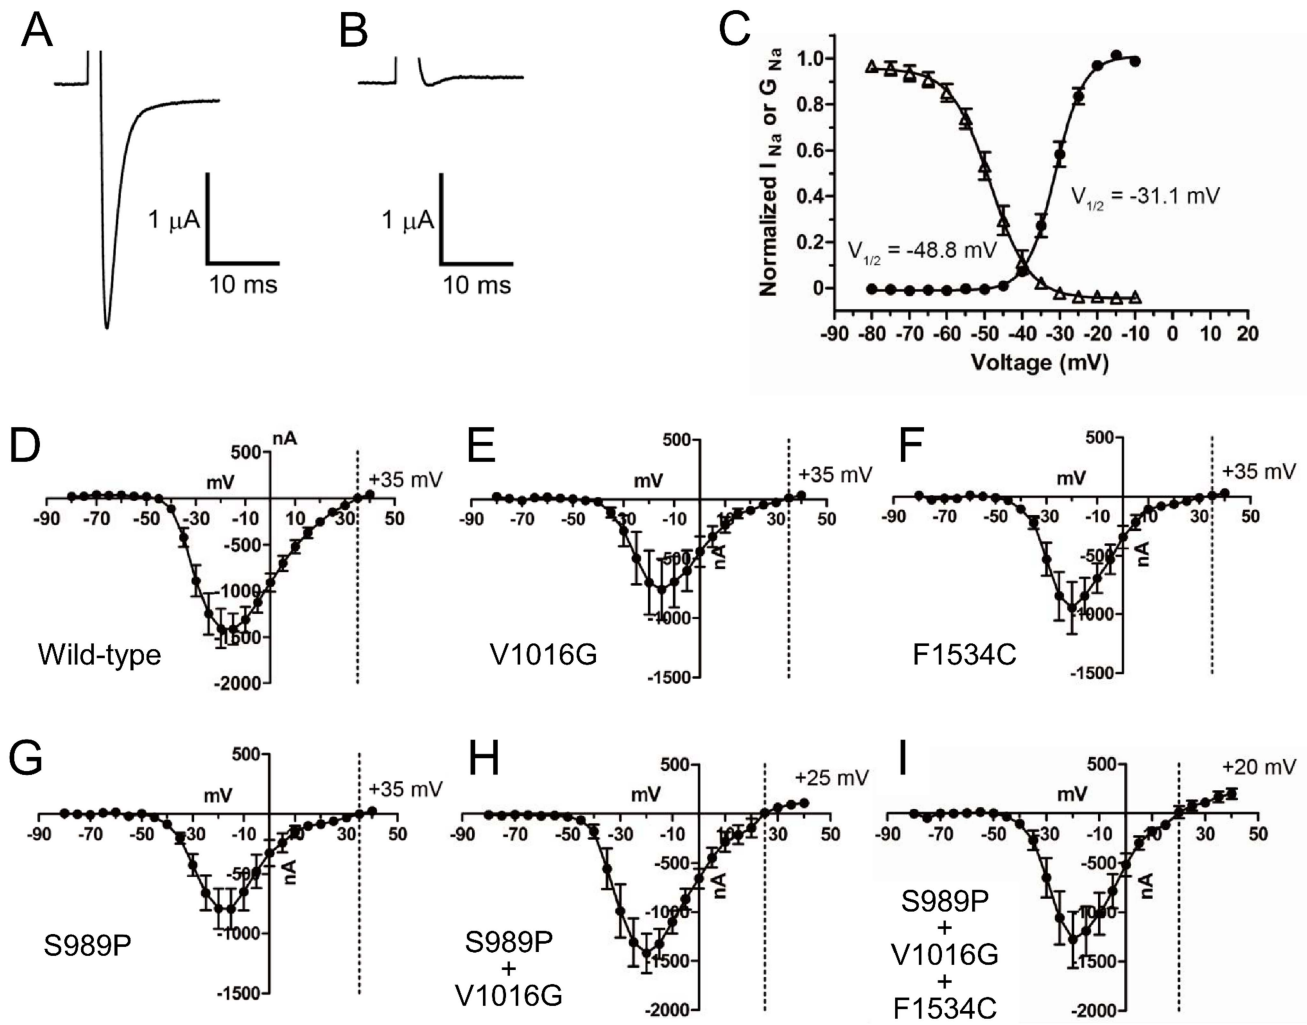 A
1 μA
10 ms
B
1 μA
10 ms
C
Normalized I Na or G Na
1.0
0.8
0.6
0.4
0.2
0
V1/2 = -31.1 mV
V1/2 = -48.8 mV
-90 -80 -70 -60 -50 -40 -30 -20 -10 0 10 20
Voltage (mV)
D
nA
500
mV
+35 mV
-90 -70 -50 -30 -10 10 30 50
-500
-1000
-1500
-2000
Wild-type
E
500
mV
+35 mV
-90 -70 -50 -30 -10 10 30 50
-500
nA
-1000
-1500
V1016G
F
500
mV
+35 mV
-90 -70 -50 -30 -10 10 30 50
-500
nA
-1000
-1500
F1534C
G
500
mV
+35 mV
-90 -70 -50 -30 -10 10 30 50
-500
nA
-1000
-1500
S989P
H
500
mV
+25 mV
-90 -70 -50 -30 -10 10 30 50
-500
nA
-1000
-1500
-2000
S989P
+
V1016G
I
500
mV
+20 mV
-90 -70 -50 -30 -10 10 30 50
-500
nA
-1000
-1500
-2000
S989P
+
V1016G
+
F1534C